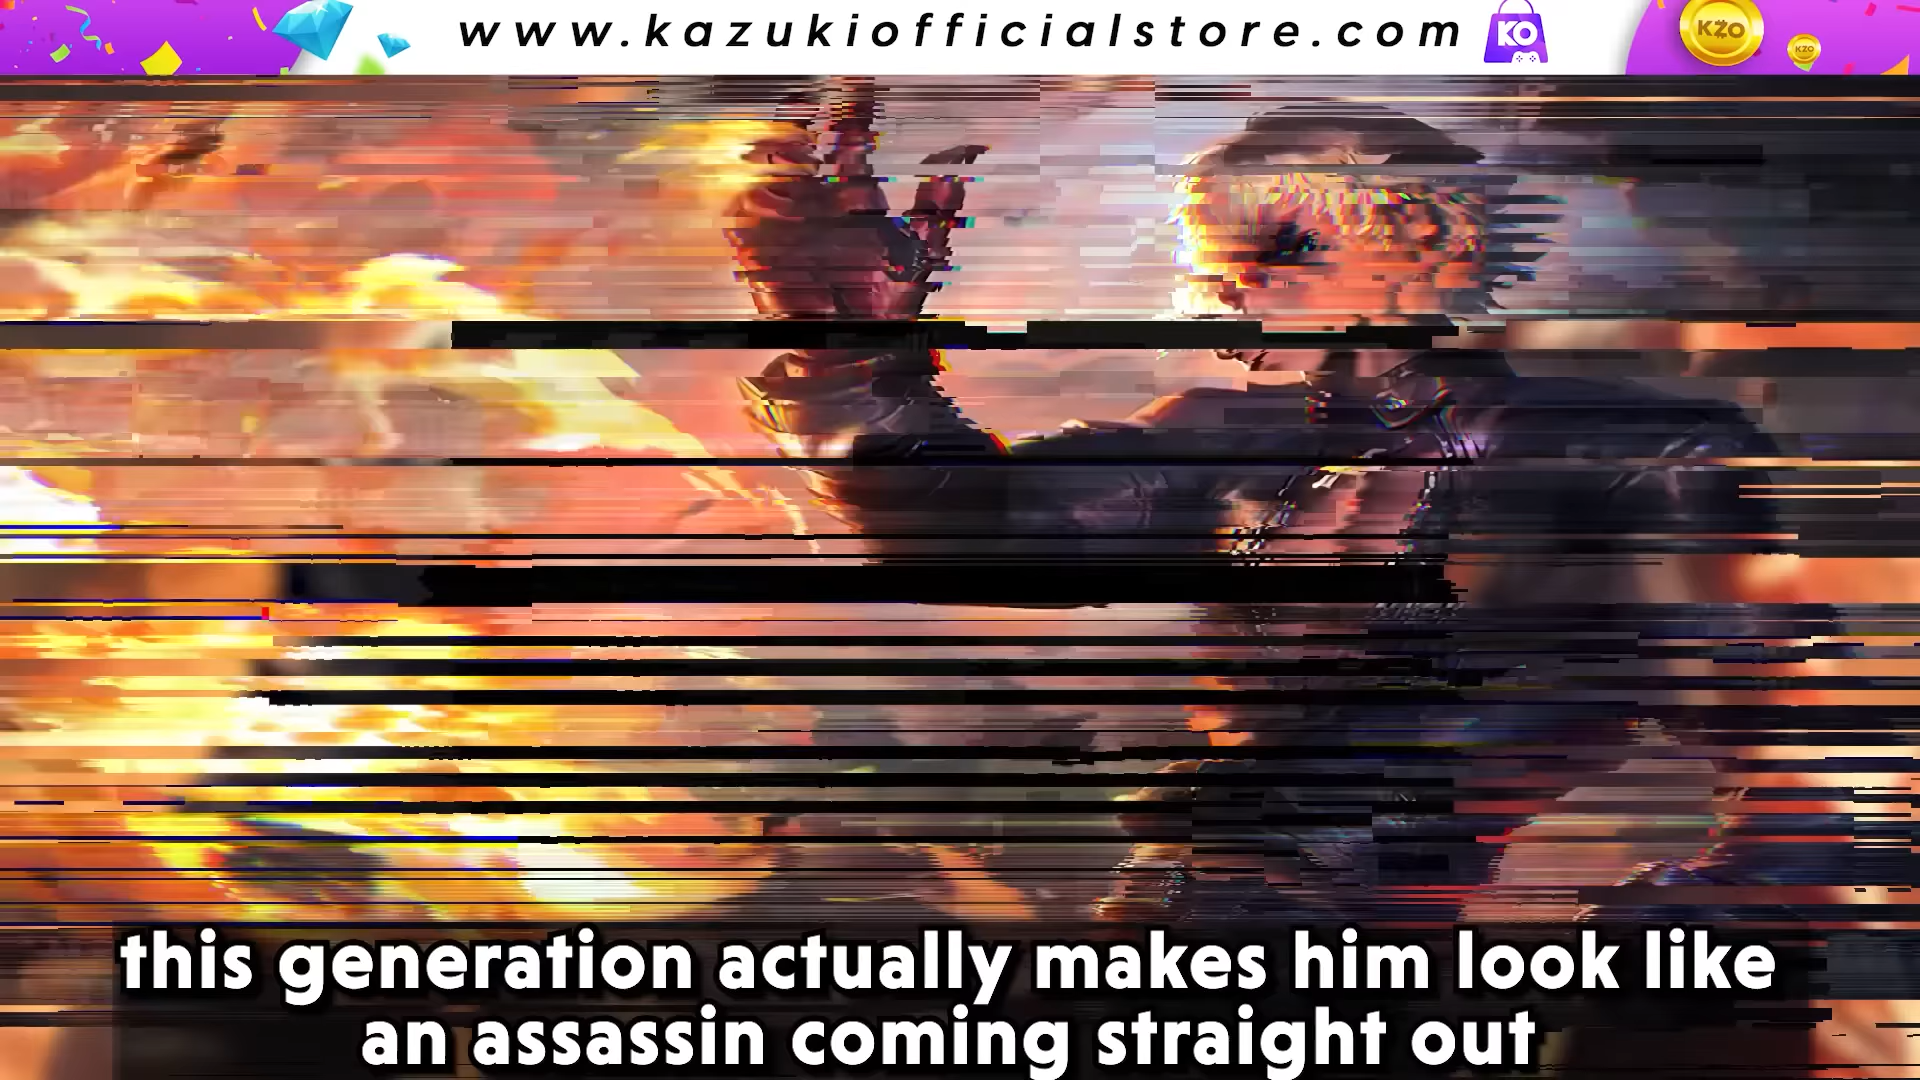 www.kazukiofficialstore.com
KO
KZO
KZO
this generation actually makes him look like
an assassin coming straight out